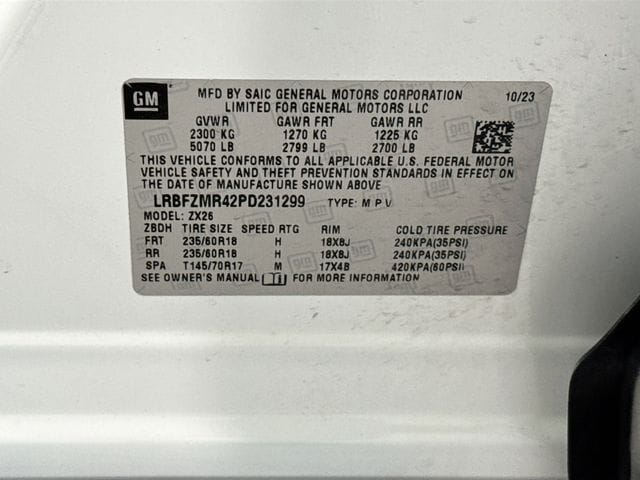 GM
MFD BY SAIC GENERAL MOTORS CORPORATION 10/23
LIMITED FOR GENERAL MOTORS LLC
GVWR GAWR FRT GAWR RR
2300 KG 1270 KG 1225 KG
5070 LB 2799 LB 2700 LB
THIS VEHICLE CONFORMS TO ALL APPLICABLE U.S. FEDERAL MOTOR
VEHICLE SAFETY AND THEFT PREVENTION STANDARDS IN EFFECT ON
THE DATE OF MANUFACTURE SHOWN ABOVE
LRBFZMR42PD231299 TYPE: M P V
MODEL: ZX26
ZBDH TIRE SIZE SPEED RTG RIM COLD TIRE PRESSURE
FRT 235/60R18 H 18X8J 240KPA(35PSI)
RR 235/60R18 H 18X8J 240KPA(35PSI)
SPA T145/70R17 M 17X4B 420KPA(60PSI)
SEE OWNER'S MANUAL FOR MORE INFORMATION